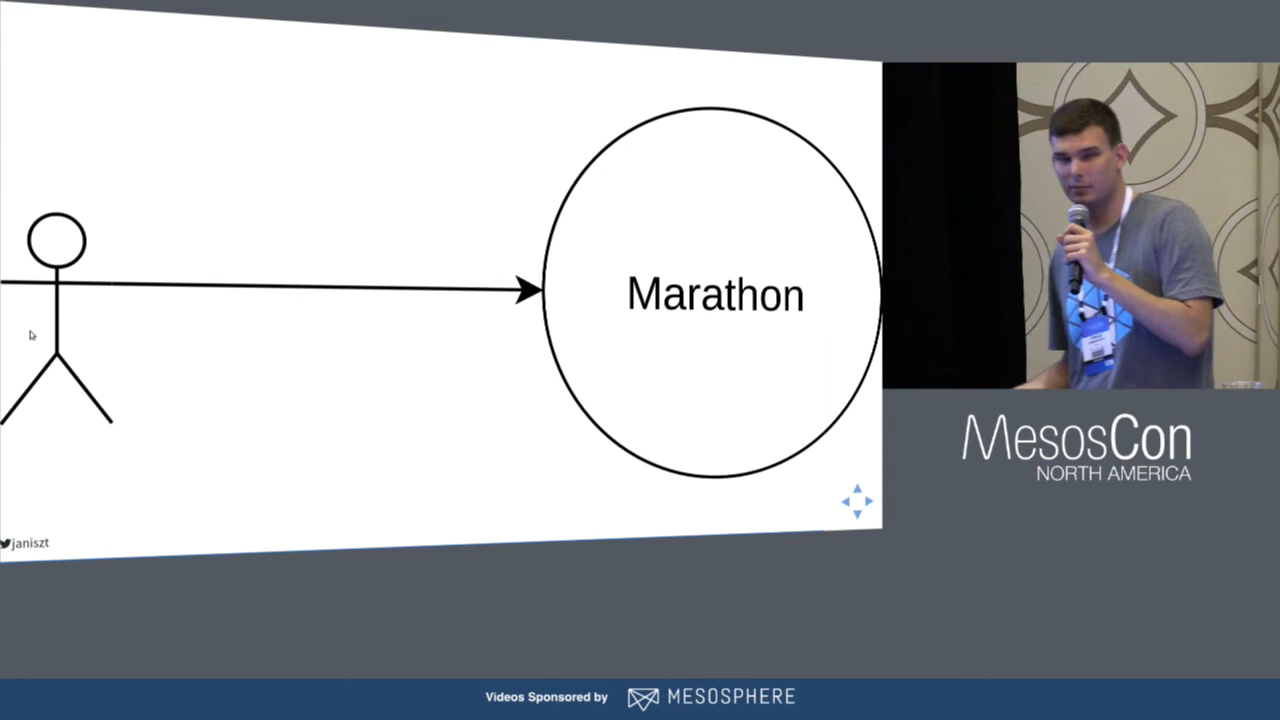 Marathon
janiszt
MesosCon
NORTH AMERICA
Videos Sponsored by MESOSPHERE